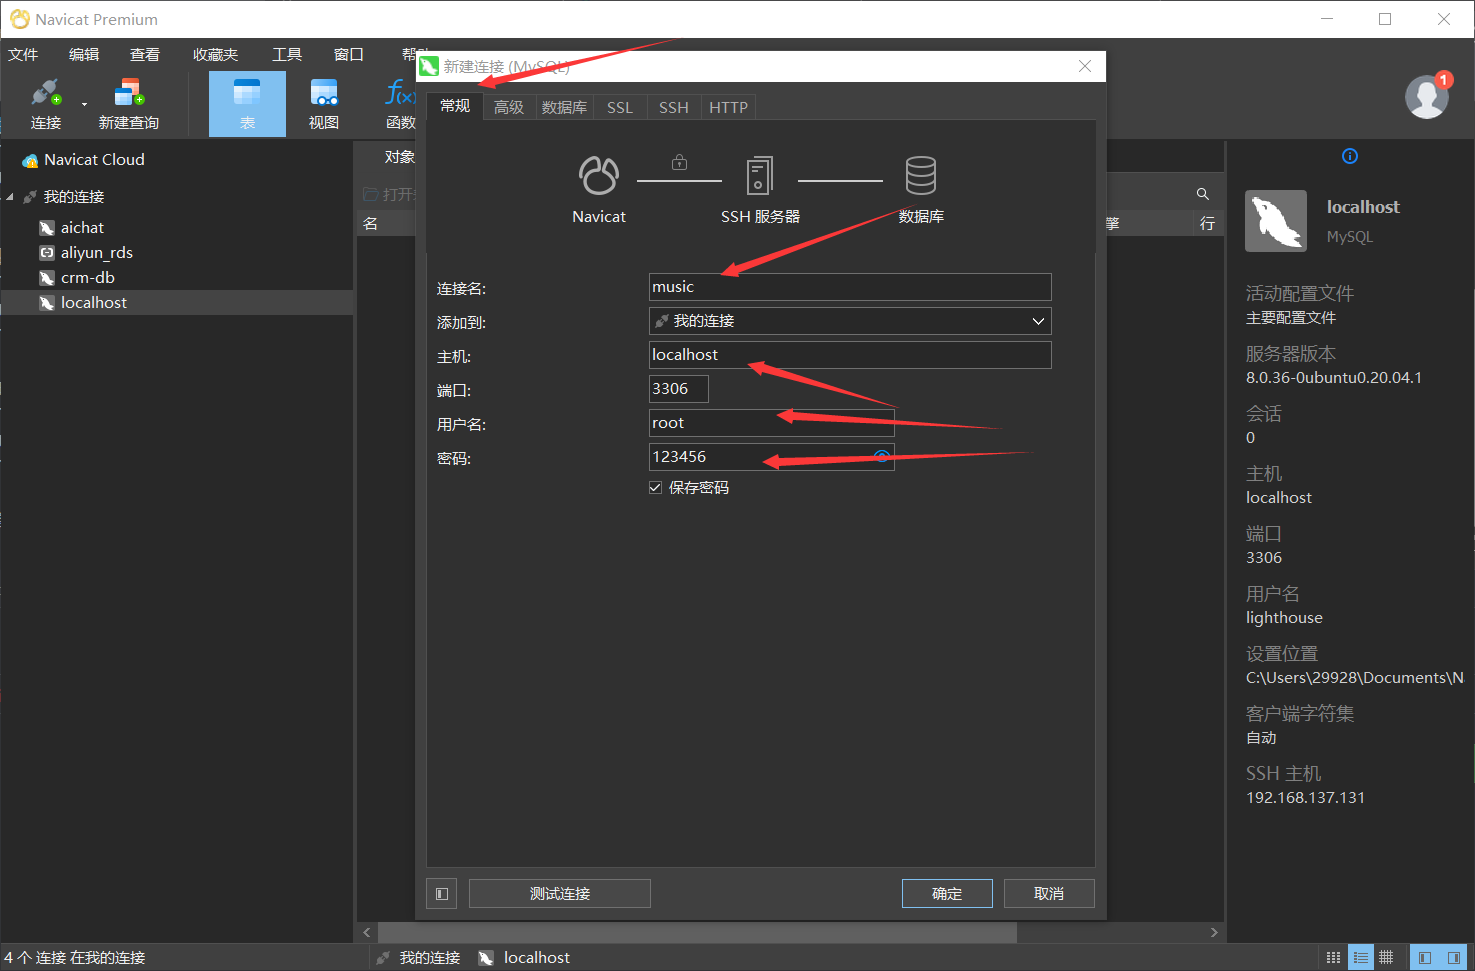 Navicat Premium
文件 编辑 查看 收藏夹 工具 窗口
连接 新建查询 表 视图 函数
新建连接 (MySQL)
常规 高级 数据库 SSL SSH HTTP
Navicat SSH 服务器 数据库
连接名: music
添加到: 我的连接
主机: localhost
端口: 3306
用户名: root
密码: 123456
保存密码
测试连接 确定 取消
Navicat Cloud
我的连接
aichat
aliyun_rds
crm-db
localhost
对象
打开
名 擎 行
1
localhost
MySQL
活动配置文件
主要配置文件
服务器版本
8.0.36-0ubuntu0.20.04.1
会话
0
主机
localhost
端口
3306
用户名
lighthouse
设置位置
C:\Users\29928\Documents\N
客户端字符集
自动
SSH 主机
192.168.137.131
4 个 连接 在我的连接 我的连接 localhost